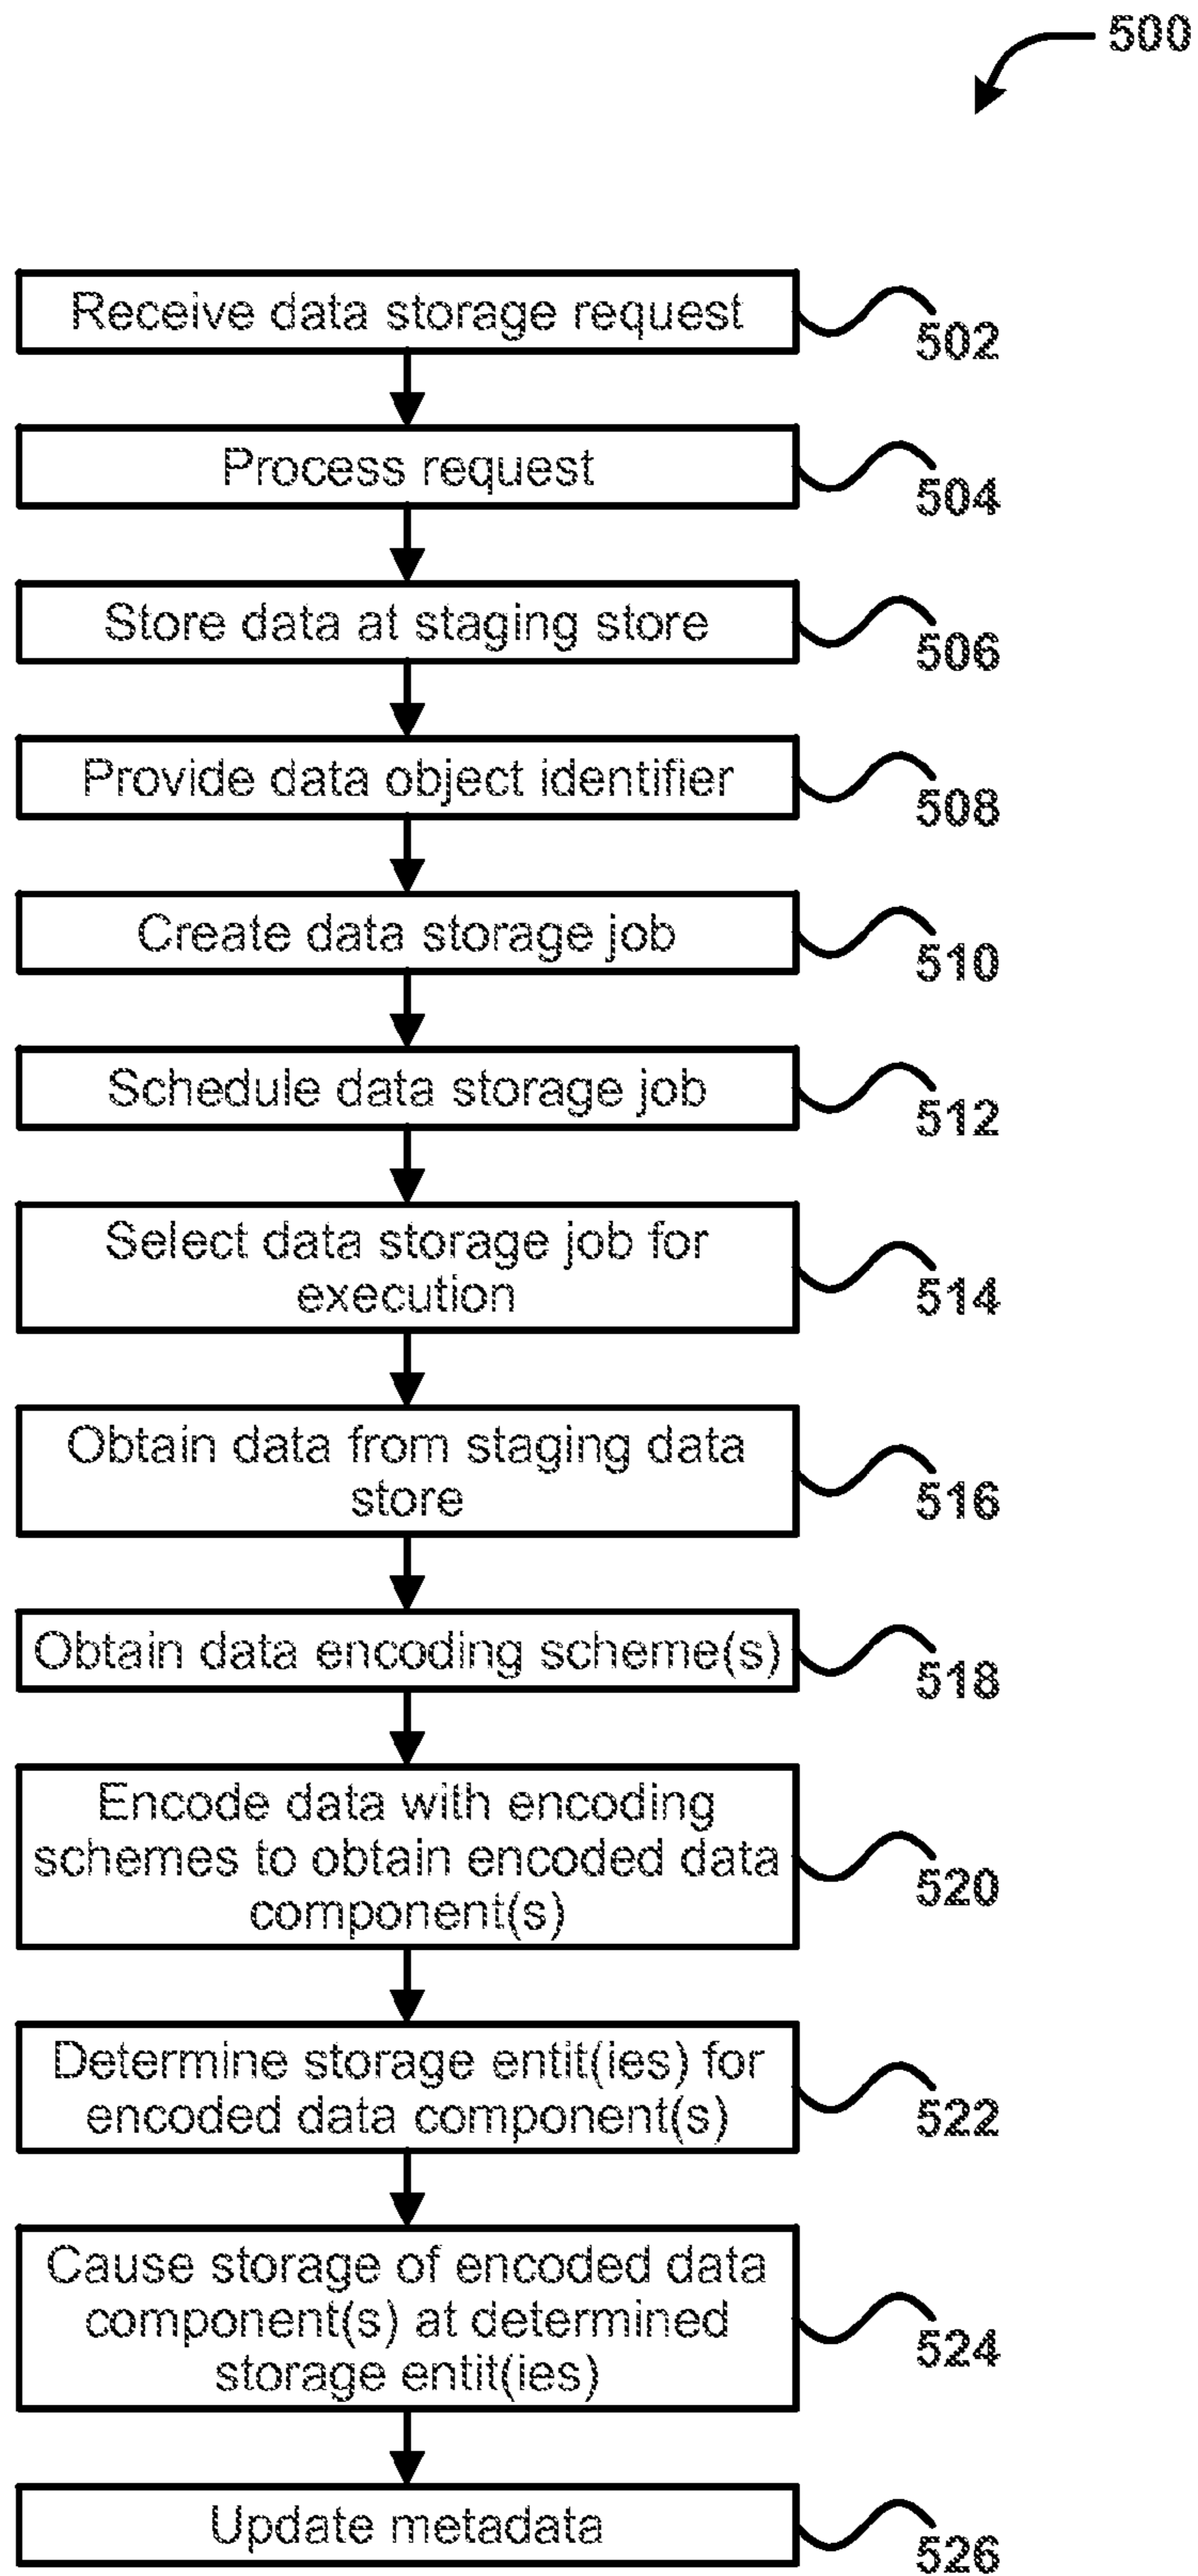 500
Receive data storage request
502
Process request
504
Store data at staging store
506
Provide data object identifier
508
Create data storage job
510
Schedule data storage job
512
Select data storage job for
execution
514
Obtain data from staging data
store
516
Obtain data encoding scheme(s)
518
Encode data with encoding
schemes to obtain encoded data
component(s)
520
Determine storage entit(ies) for
encoded data component(s)
522
Cause storage of encoded data
component(s) at determined
storage entit(ies)
524
Update metadata
526